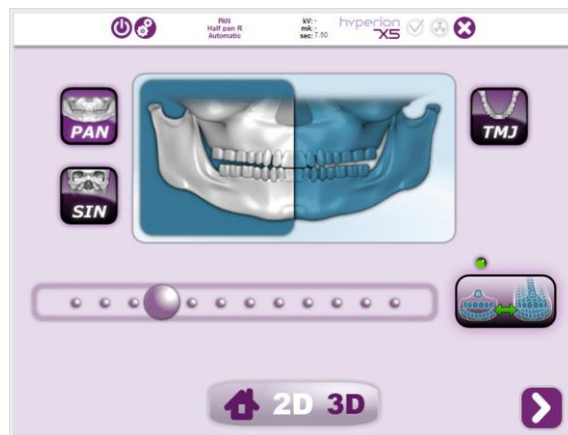 PAN
Half pan R
Automatic
kV: -
mA: -
sec: 7.50
hyperion
X5
PAN
TMJ
SIN
2D 3D